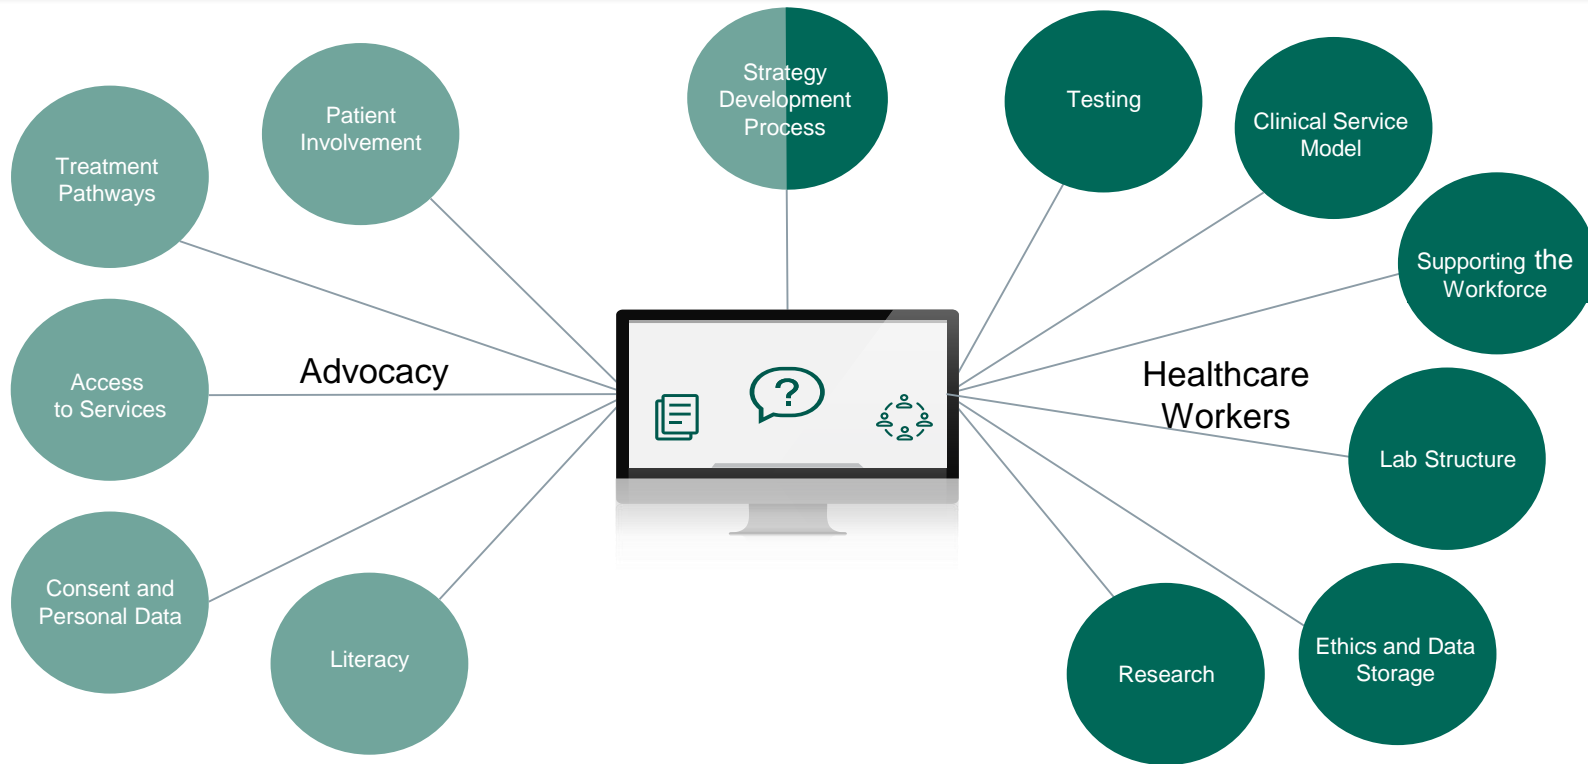 Strategy
Development
Process
Patient
Involvement
Treatment
Pathways
Access
to Services
Consent and
Personal Data
Literacy
Advocacy
?
Testing
Clinical Service
Model
Supporting the
Workforce
Healthcare
Workers
Lab Structure
Ethics and Data
Storage
Research